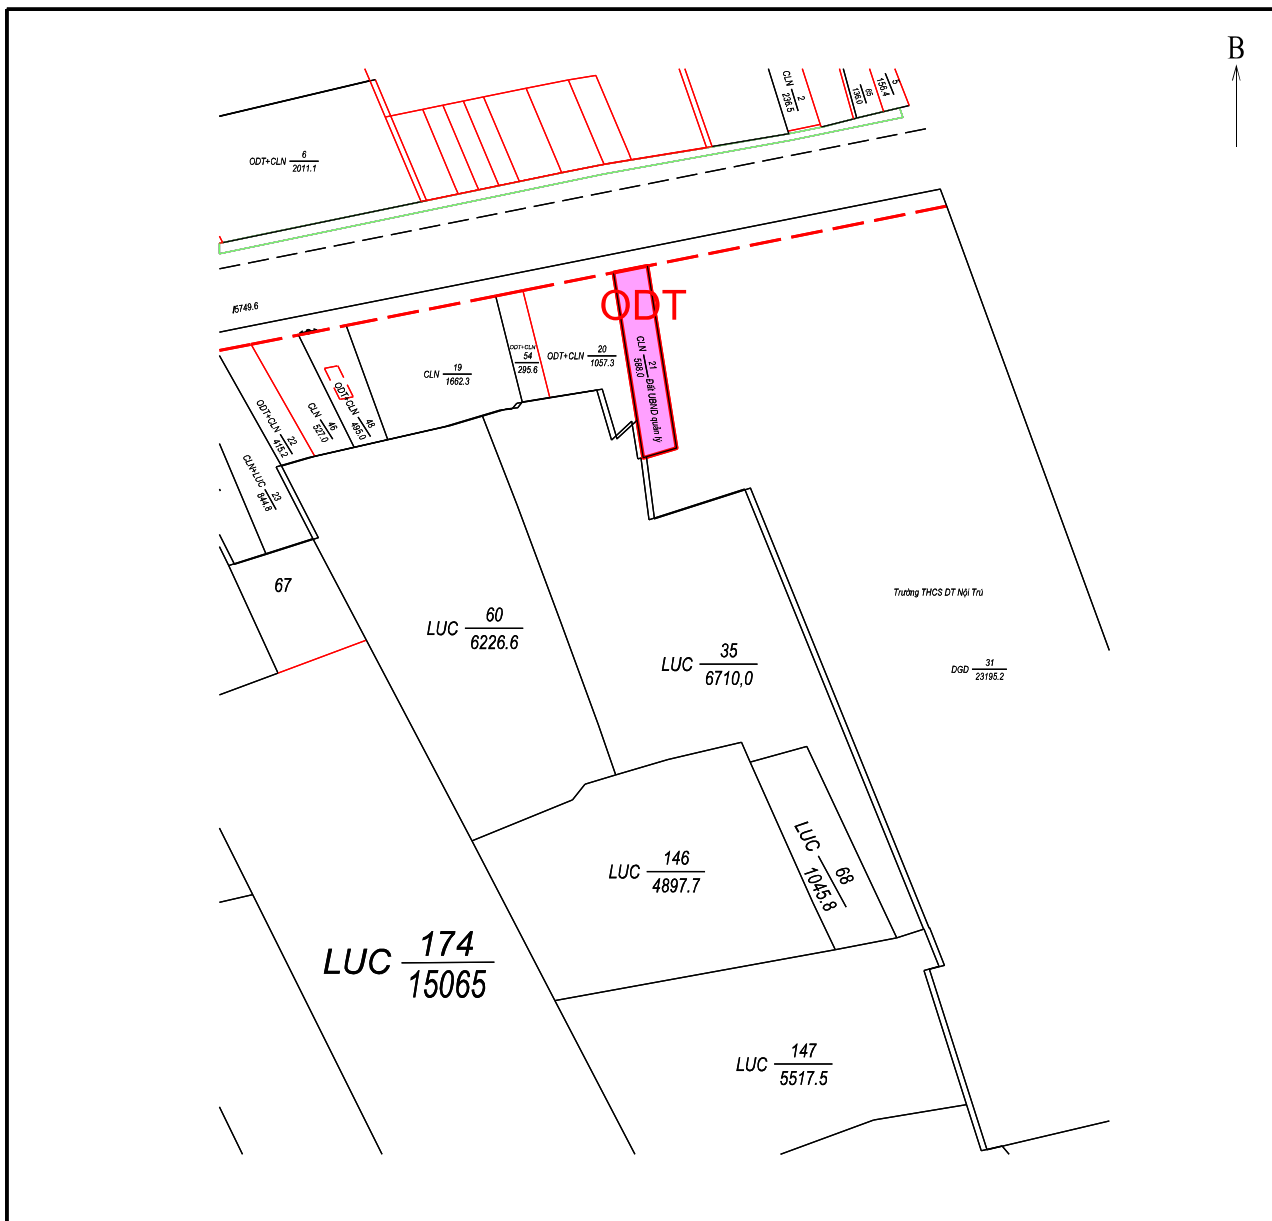 B
CLN 2
236.5
65
136.0
5
156.4
ODT+CLN 6
2011.1
15749.6
ODT
CLN 21
588.0
Đất UBND quản lý
ODT+CLN
54
295.6
ODT+CLN 20
1057.3
CLN 19
1662.3
ODT+CLN 48
495.0
CLN 46
527.0
ODT+CLN 22
415.2
CLN+LUC 23
844.8
67
LUC 60
6226.6
LUC 35
6710,0
Trường THCS DT Nội Trú
DGD 31
23195.2
LUC 146
4897.7
LUC 68
1045.8
LUC 174
15065
LUC 147
5517.5